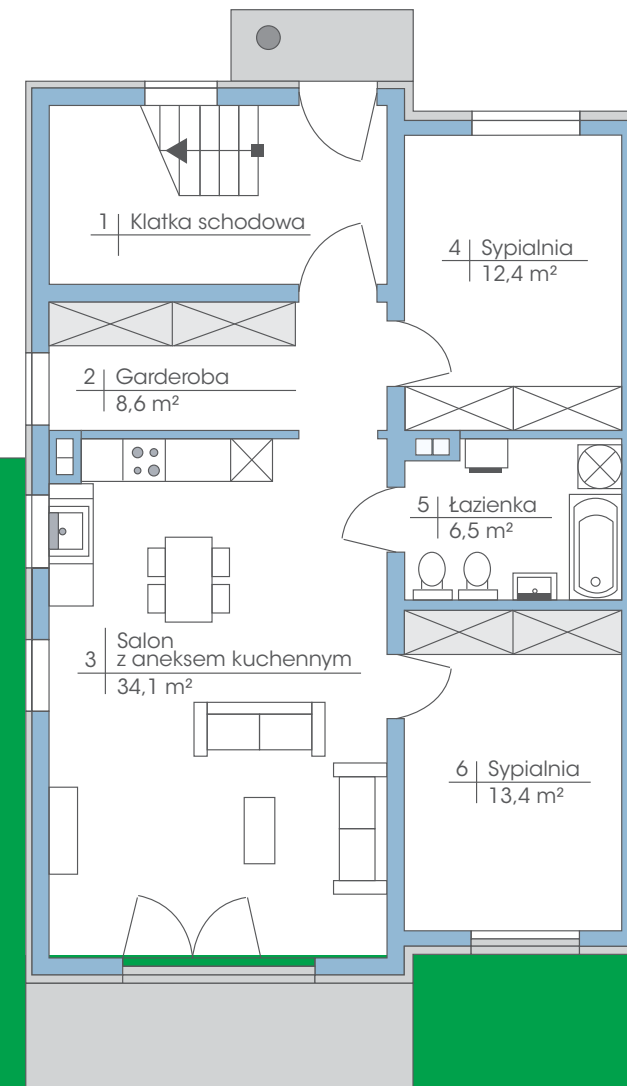 1 Klatka schodowa
4 Sypialnia
12,4 m²
2 Garderoba
8,6 m²
5 Łazienka
6,5 m²
3 Salon
z aneksem kuchennym
34,1 m²
6 Sypialnia
13,4 m²